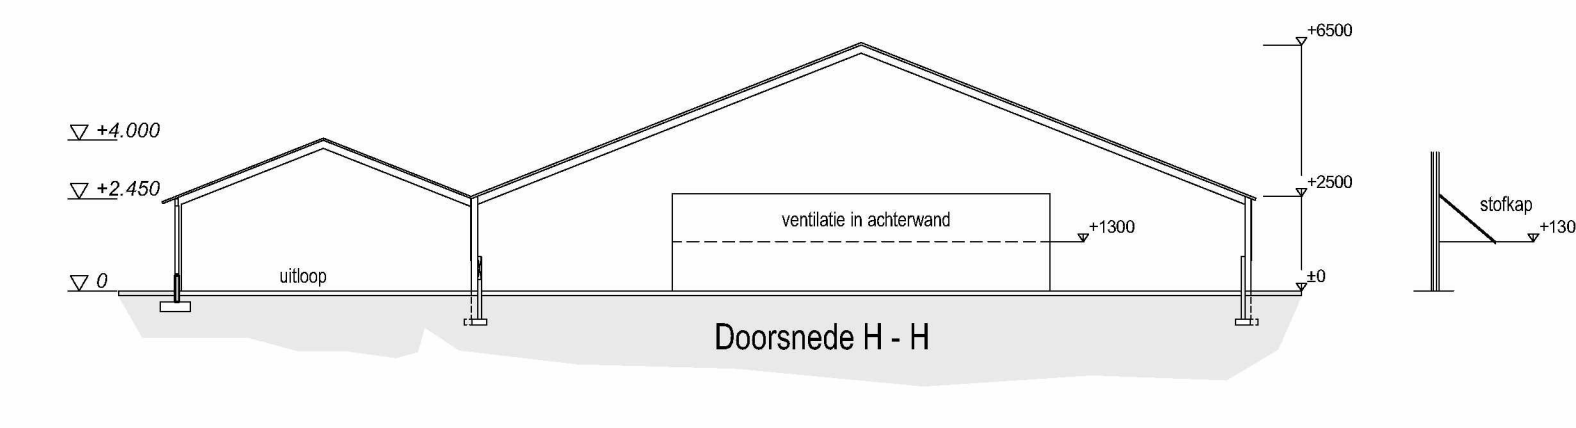 +6500
+4.000
+2.450
+2500
ventilatie in achterwand
+1300
stofkap
+130
0
uitloop
±0
Doorsnede H - H